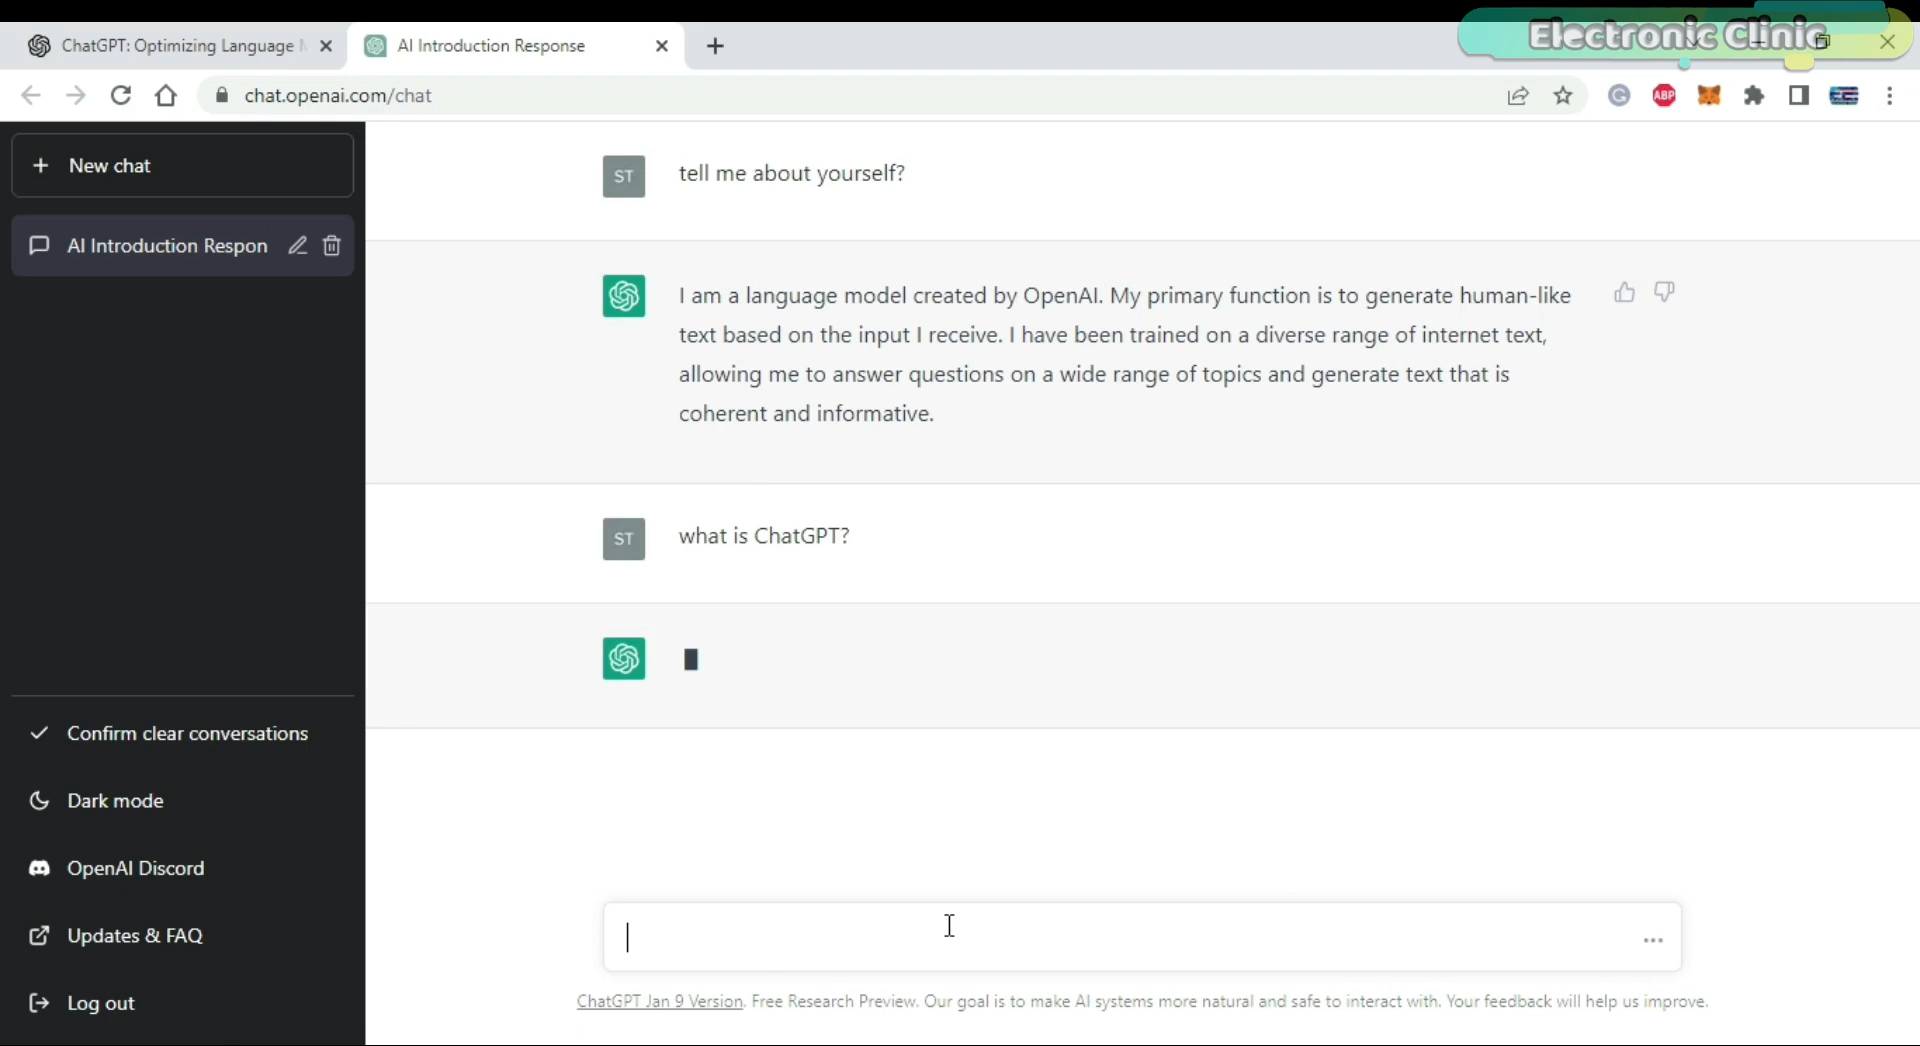 Electronic Clinic
ChatGPT: Optimizing Language
AI Introduction Response
chat.openai.com/chat
ABP
New chat
AI Introduction Respon
ST
tell me about yourself?
I am a language model created by OpenAI. My primary function is to generate human-like
text based on the input I receive. I have been trained on a diverse range of internet text,
allowing me to answer questions on a wide range of topics and generate text that is
coherent and informative.
ST
what is ChatGPT?
Confirm clear conversations
Dark mode
OpenAI Discord
Updates & FAQ
Log out
ChatGPT Jan 9 Version. Free Research Preview. Our goal is to make AI systems more natural and safe to interact with. Your feedback will help us improve.